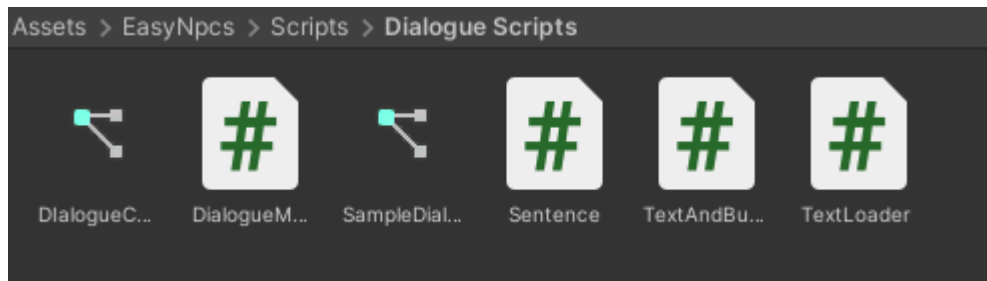 Assets > EasyNpcs > Scripts > Dialogue Scripts
# # # #
DIalogueC... DialogueM... SampleDial... Sentence TextAndBu... TextLoader